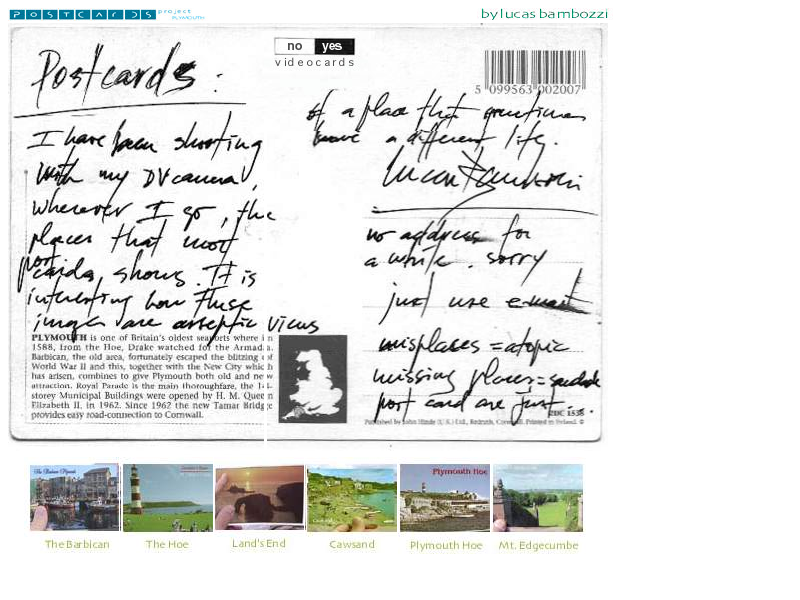 POSTCARDS project
PLYMOUTH
by lucas bambozzi
no yes
videocards
5 099563 002007
Postcards:
I have been shooting
with my DV camera,
wherever I go, the
places that most
post
cards, shows. It is
interesting how these
images are asseptic views
of a place that sometimes
have a different life.
no address for
a while. sorry
just use e-mail
misplaces = atopic
missing places = saudade
post card are just...
PLYMOUTH is one of Britain's oldest seaports where in
1588, from the Hoe, Drake watched for the Armada.
Barbican, the old area, fortunately escaped the blitzing of
World War II and this, together with the New City which
has arisen, combines to give Plymouth both old and new
attraction. Royal Parade is the main thoroughfare, the 14-
storey Municipal Buildings were opened by H. M. Queen
Elizabeth II, in 1962. Since 1962 the new Tamar Bridge
provides easy road-connection to Cornwall.
2DC 1538
Published by John Hinde (U.K.) Ltd., Redruth, Cornwall. Printed in Ireland. ©
The Barbican Plymouth
Plymouth Hoe
The Barbican
The Hoe
Land's End
Cawsand
Plymouth Hoe
Mt. Edgecumbe